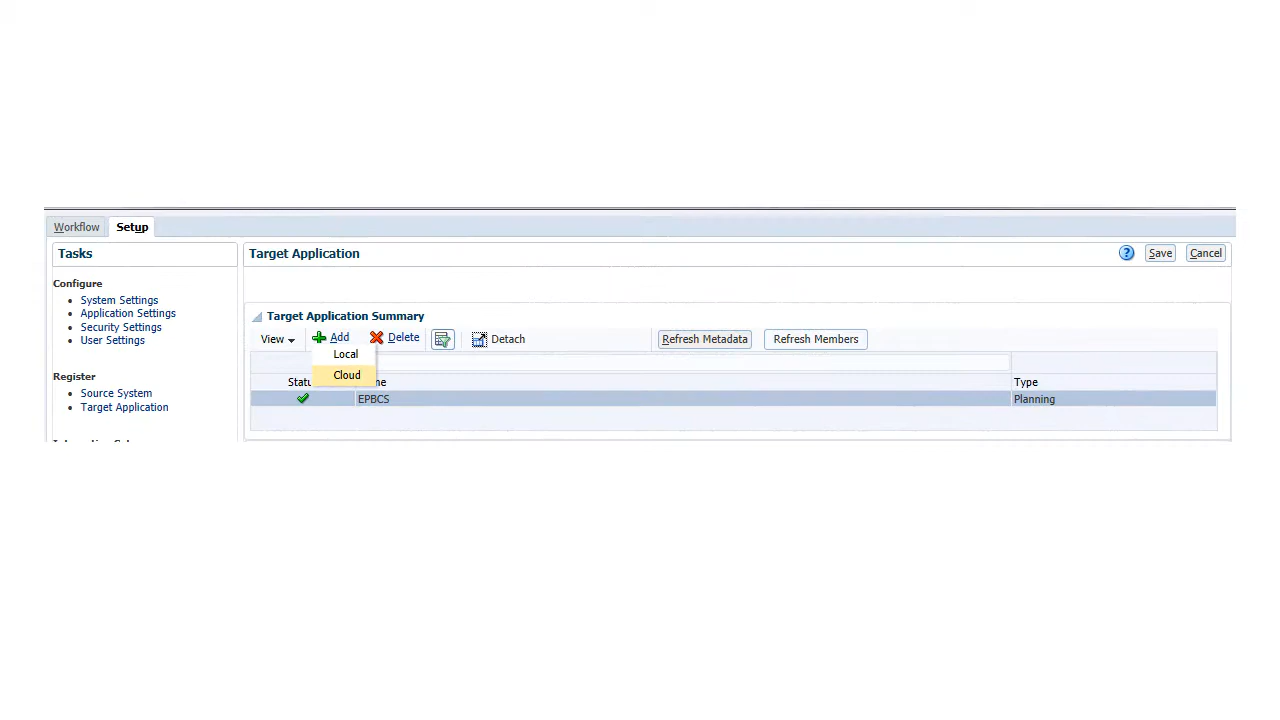 Workflow Setup
Tasks
Target Application
? Save Cancel
Configure
System Settings
Application Settings
Security Settings
User Settings
Register
Source System
Target Application
Target Application Summary
View Add Delete Detach Refresh Metadata Refresh Members
Local
Cloud
Type
EPBCS Planning